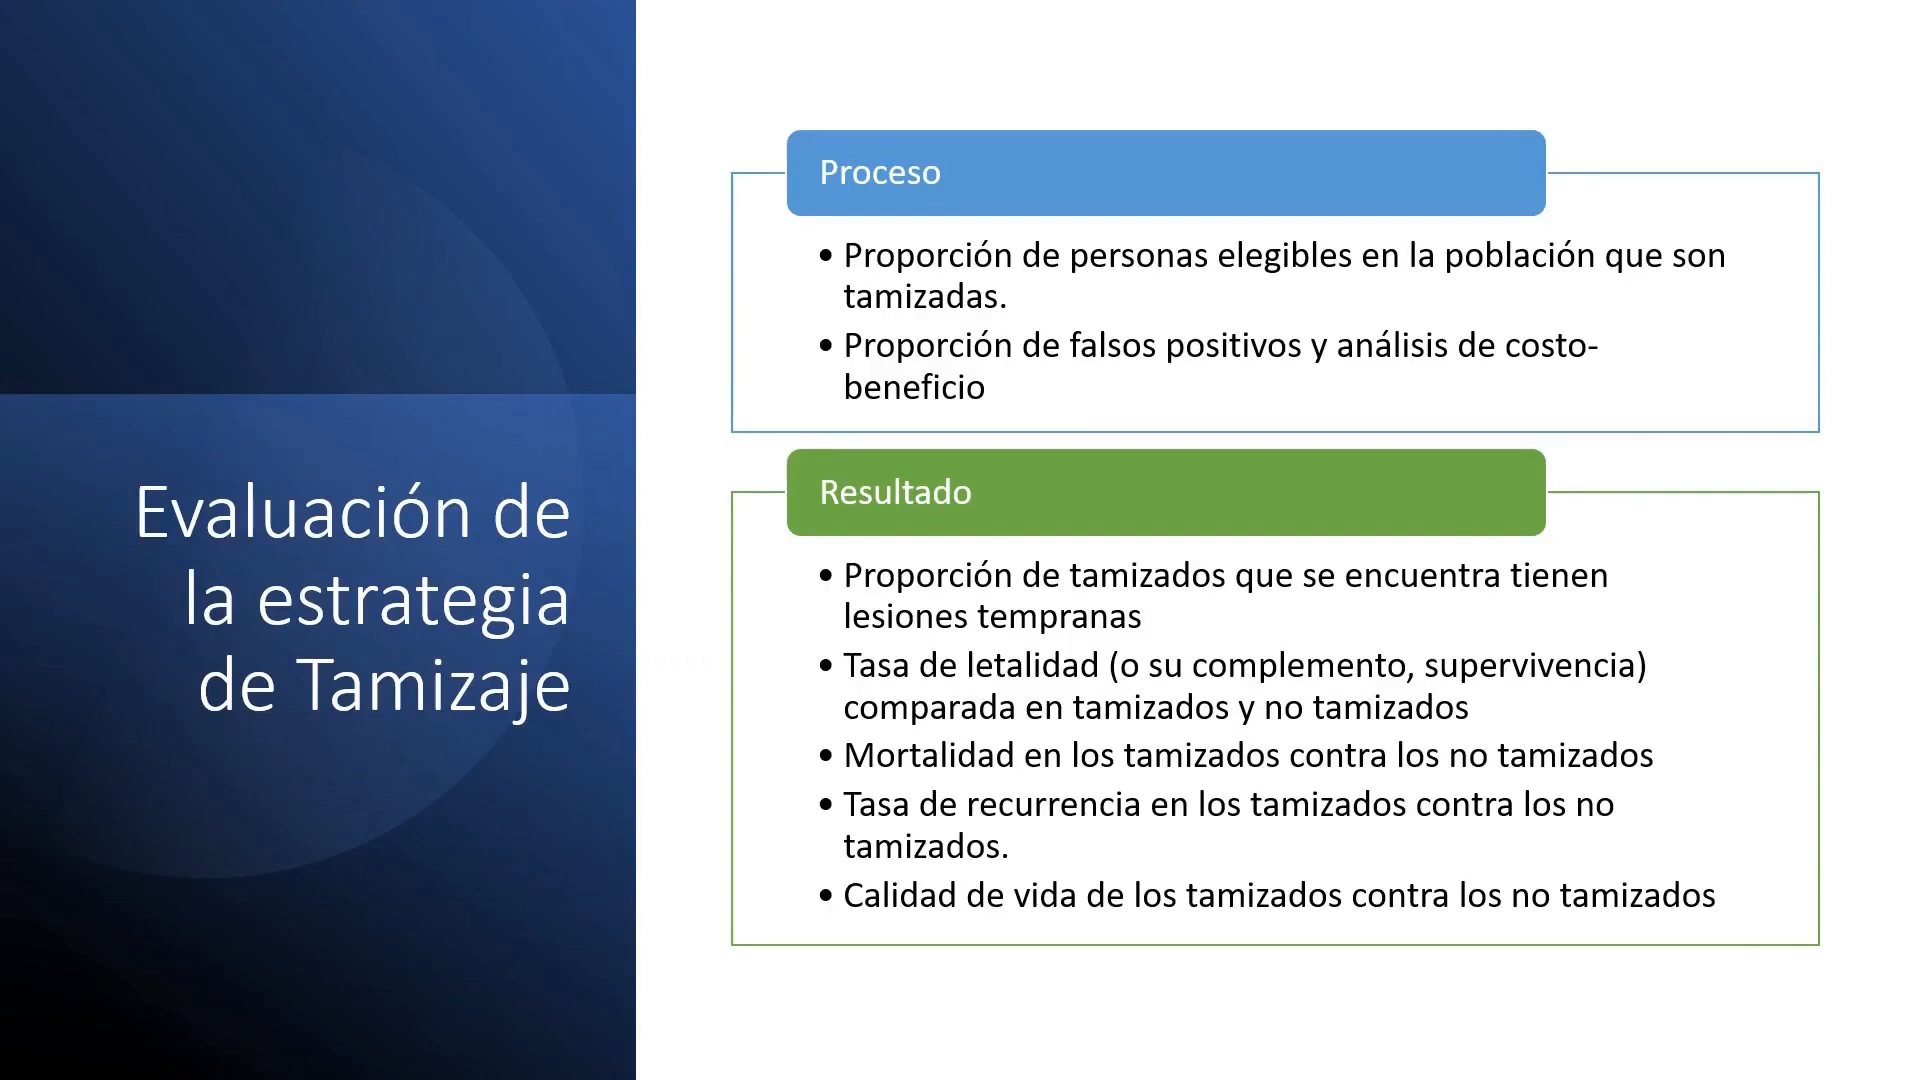 Evaluación de
la estrategia
de Tamizaje
Proceso
• Proporción de personas elegibles en la población que son
tamizadas.
• Proporción de falsos positivos y análisis de costo-
beneficio
Resultado
• Proporción de tamizados que se encuentra tienen
lesiones tempranas
• Tasa de letalidad (o su complemento, supervivencia)
comparada en tamizados y no tamizados
• Mortalidad en los tamizados contra los no tamizados
• Tasa de recurrencia en los tamizados contra los no
tamizados.
• Calidad de vida de los tamizados contra los no tamizados